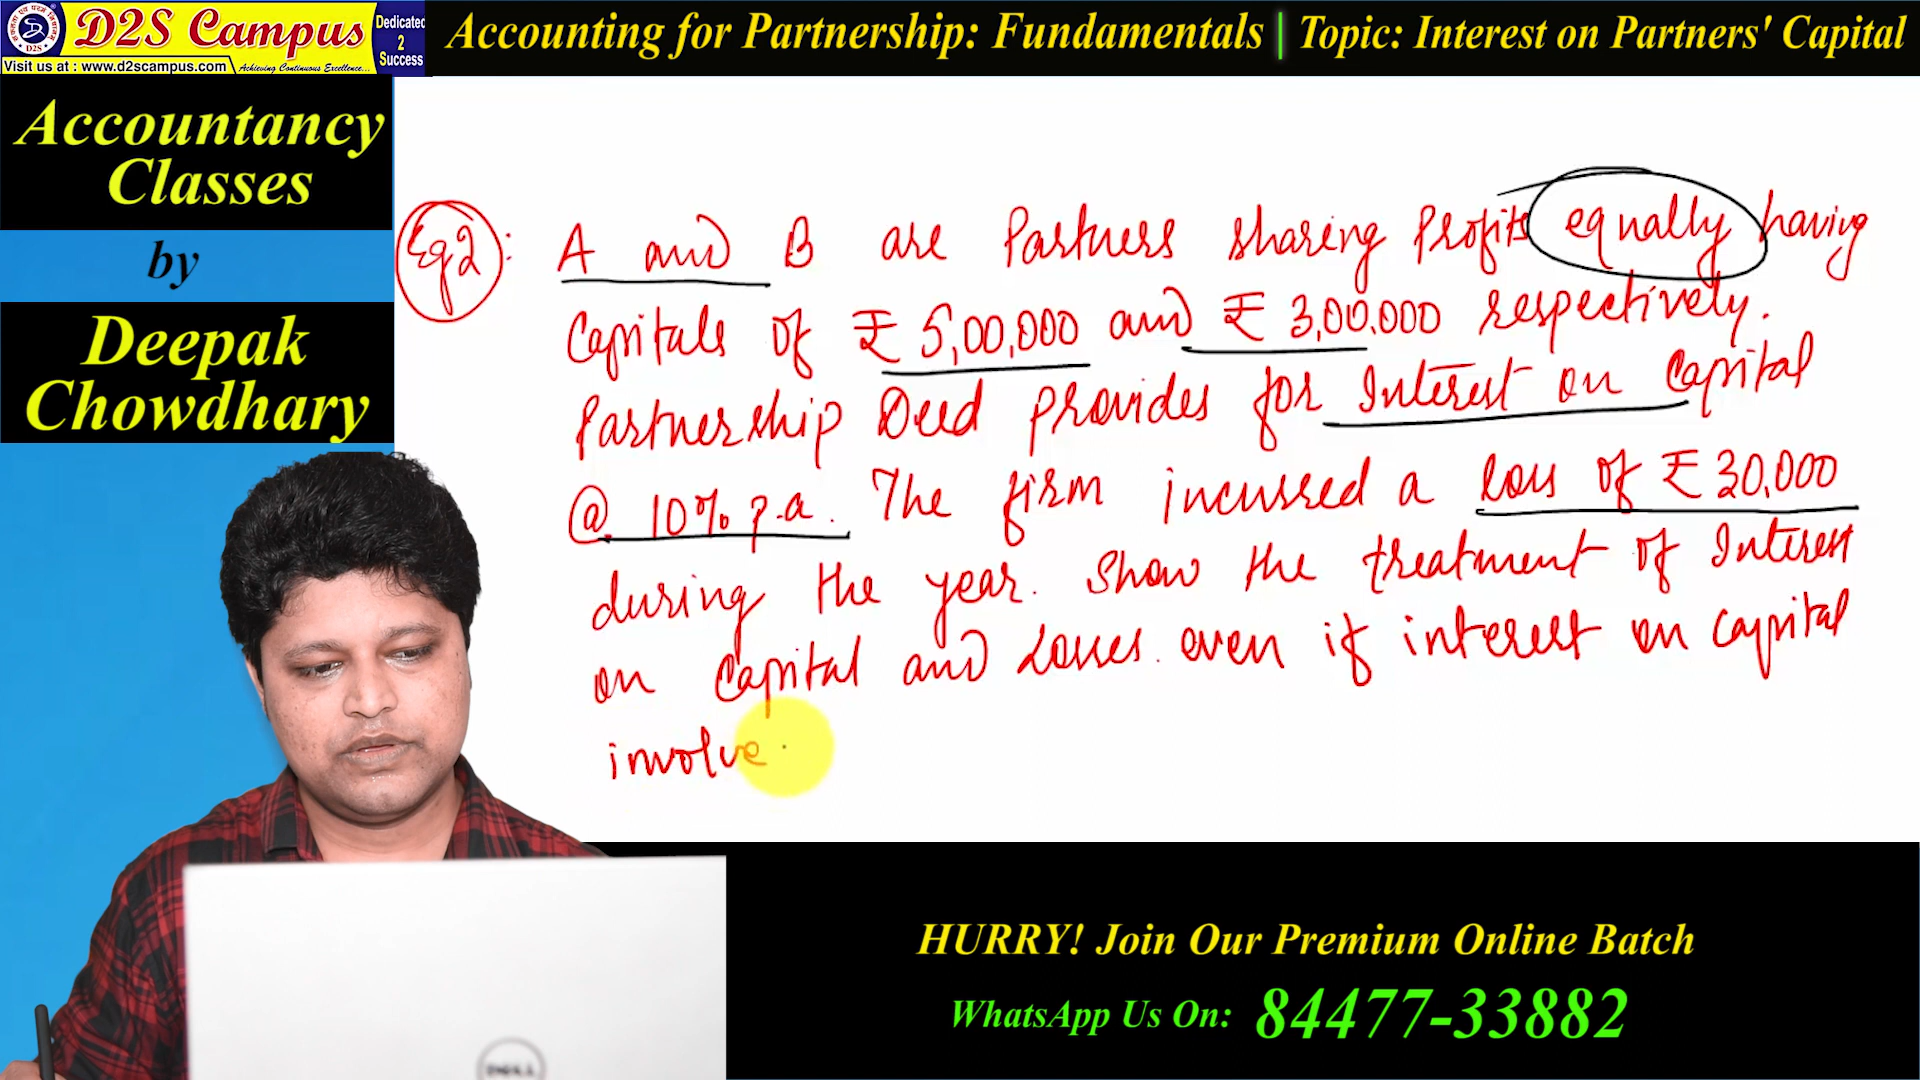 D2S Campus
Dedicated
2
Success
Visit us at : www.d2scampus.com
Achieving Continuous Excellence...
D2S
Accounting for Partnership: Fundamentals | Topic: Interest on Partners' Capital
Accountancy
Classes
by
Deepak
Chowdhary
Eg2 : A and B are Partners sharing Profits equally having
Capitals of ₹ 5,00,000 and ₹ 3,00,000 respectively.
Partnership Deed provides for Interest on Capital
@ 10% p.a. The firm incurred a loss of ₹ 30,000
during the year. Show the treatment of Interest
on Capital and Losses. even if interest on capital
involve
HURRY! Join Our Premium Online Batch
WhatsApp Us On: 84477-33882
DELL